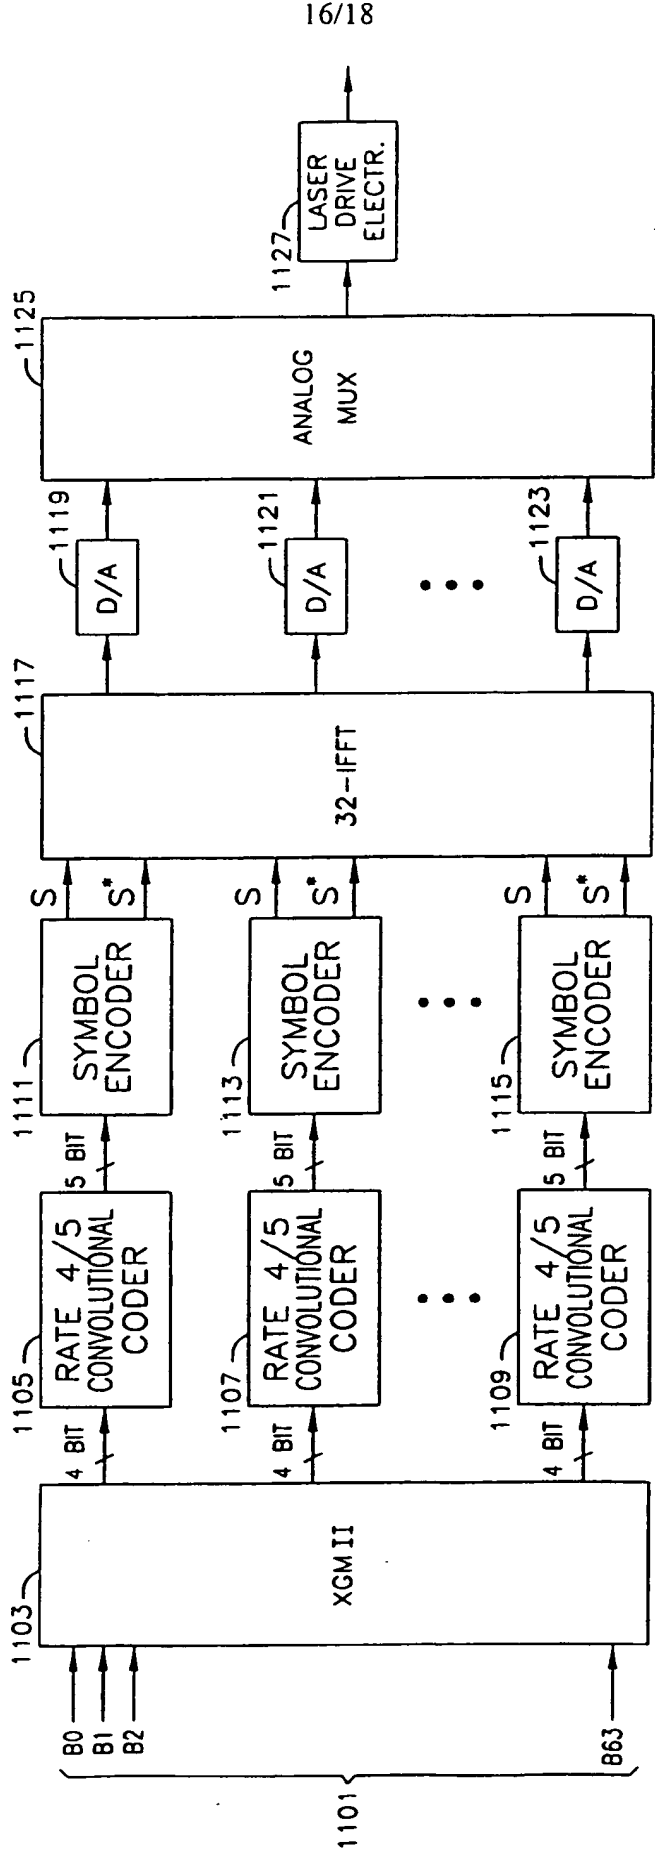 16/18
1101
B0
B1
B2
B63
1103
XGMII
4 BIT
4 BIT
4 BIT
1105
RATE 4/5
CONVOLUTIONAL
CODER
1107
RATE 4/5
CONVOLUTIONAL
CODER
1109
RATE 4/5
CONVOLUTIONAL
CODER
5 BIT
5 BIT
5 BIT
1111
SYMBOL
ENCODER
1113
SYMBOL
ENCODER
1115
SYMBOL
ENCODER
S
S*
S
S*
S
S*
1117
32-IFFT
1119
D/A
1121
D/A
1123
D/A
1125
ANALOG
MUX
1127
LASER
DRIVE
ELECTR.